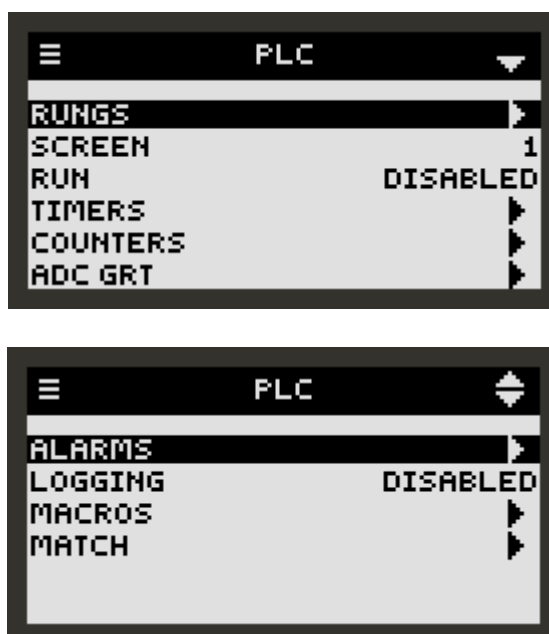 PLC
RUNGS
SCREEN 1
RUN DISABLED
TIMERS
COUNTERS
ADC GRT
PLC
ALARMS
LOGGING DISABLED
MACROS
MATCH